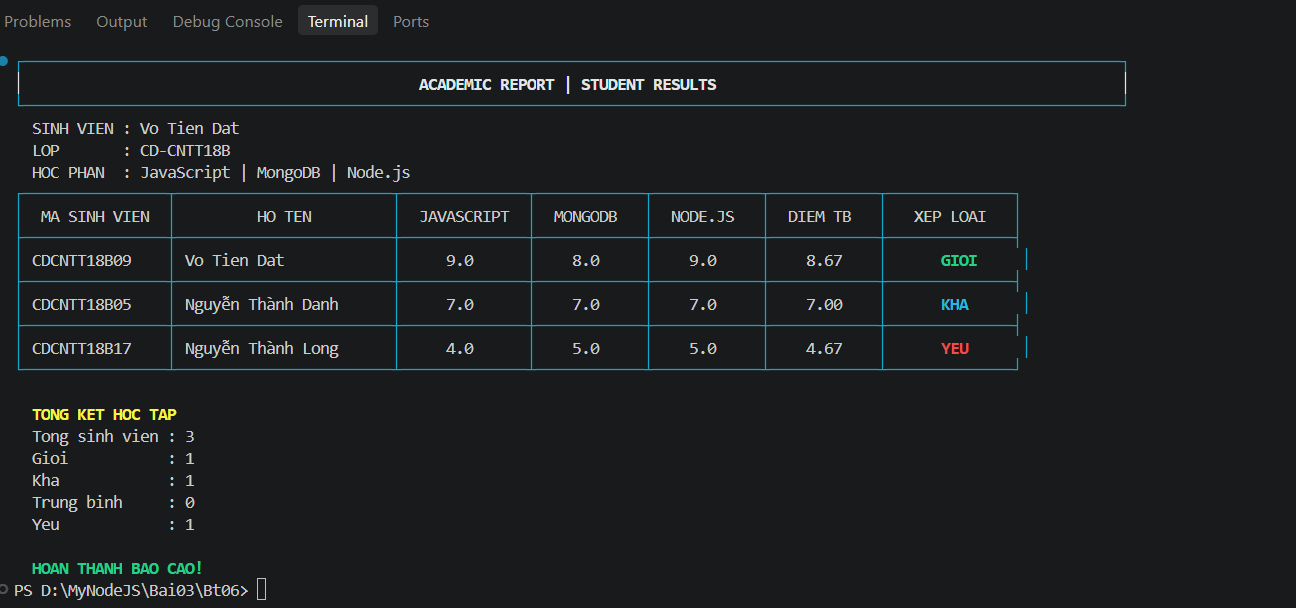 Problems Output Debug Console Terminal Ports
ACADEMIC REPORT | STUDENT RESULTS
SINH VIEN : Vo Tien Dat
LOP : CD-CNTT18B
HOC PHAN : JavaScript | MongoDB | Node.js
MA SINH VIEN HO TEN JAVASCRIPT MONGODB NODE.JS DIEM TB XEP LOAI
CDCNTT18B09 Vo Tien Dat 9.0 8.0 9.0 8.67 GIOI
CDCNTT18B05 Nguyễn Thành Danh 7.0 7.0 7.0 7.00 KHA
CDCNTT18B17 Nguyễn Thành Long 4.0 5.0 5.0 4.67 YEU
TONG KET HOC TAP
Tong sinh vien : 3
Gioi : 1
Kha : 1
Trung binh : 0
Yeu : 1
HOAN THANH BAO CAO!
PS D:\MyNodeJS\Bai03\Bt06>